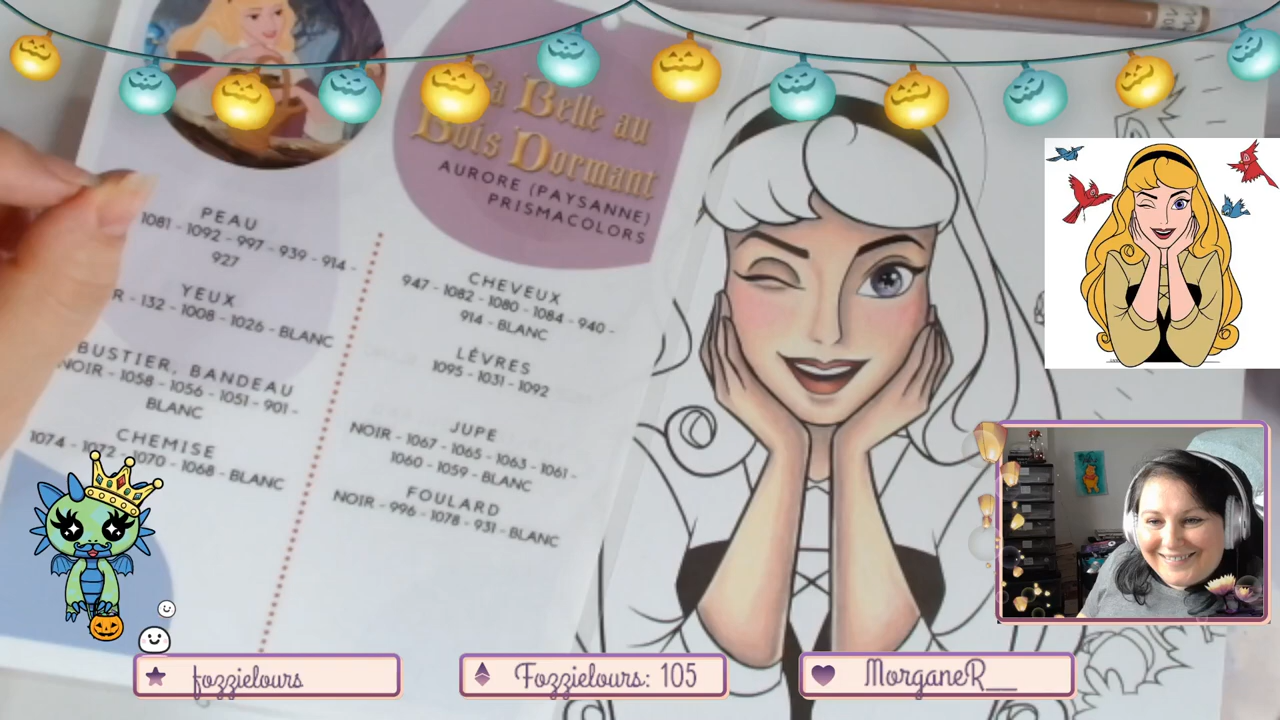 La Belle au
Bois Dormant
AURORE (PAYSANNE)
PRISMACOLORS
PEAU
1081 - 1092 - 997 - 939 - 914 -
927
YEUX
R - 132 - 1008 - 1026 - BLANC
BUSTIER, BANDEAU
NOIR - 1058 - 1056 - 1051 - 901 -
BLANC
CHEMISE
1074 - 1072 - 1070 - 1068 - BLANC
CHEVEUX
947 - 1082 - 1080 - 1084 - 940 -
914 - BLANC
LÈVRES
1095 - 1031 - 1092
JUPE
NOIR - 1067 - 1065 - 1063 - 1061 -
1060 - 1059 - BLANC
FOULARD
NOIR - 996 - 1078 - 931 - BLANC
fozzielours
Fozzielours: 105
MorganeR__